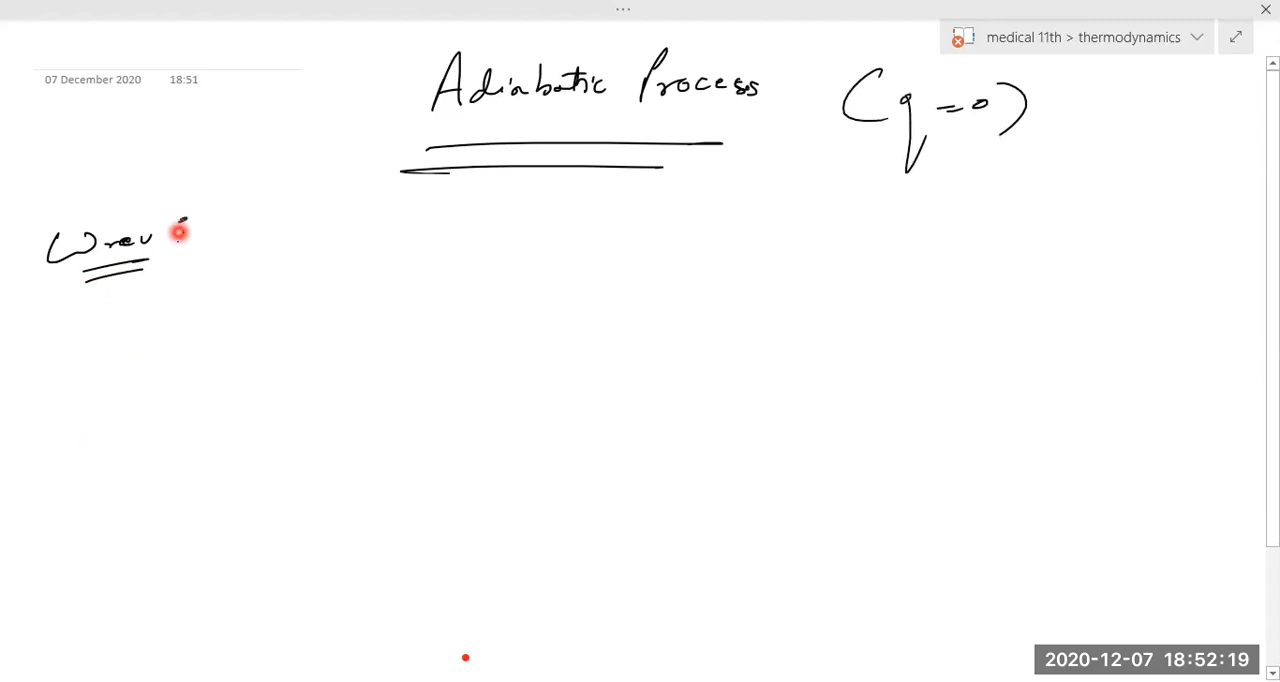 ...
medical 11th > thermodynamics
07 December 2020 18:51
Adiabatic Process (q=0)
Wrev :
2020-12-07 18:52:19